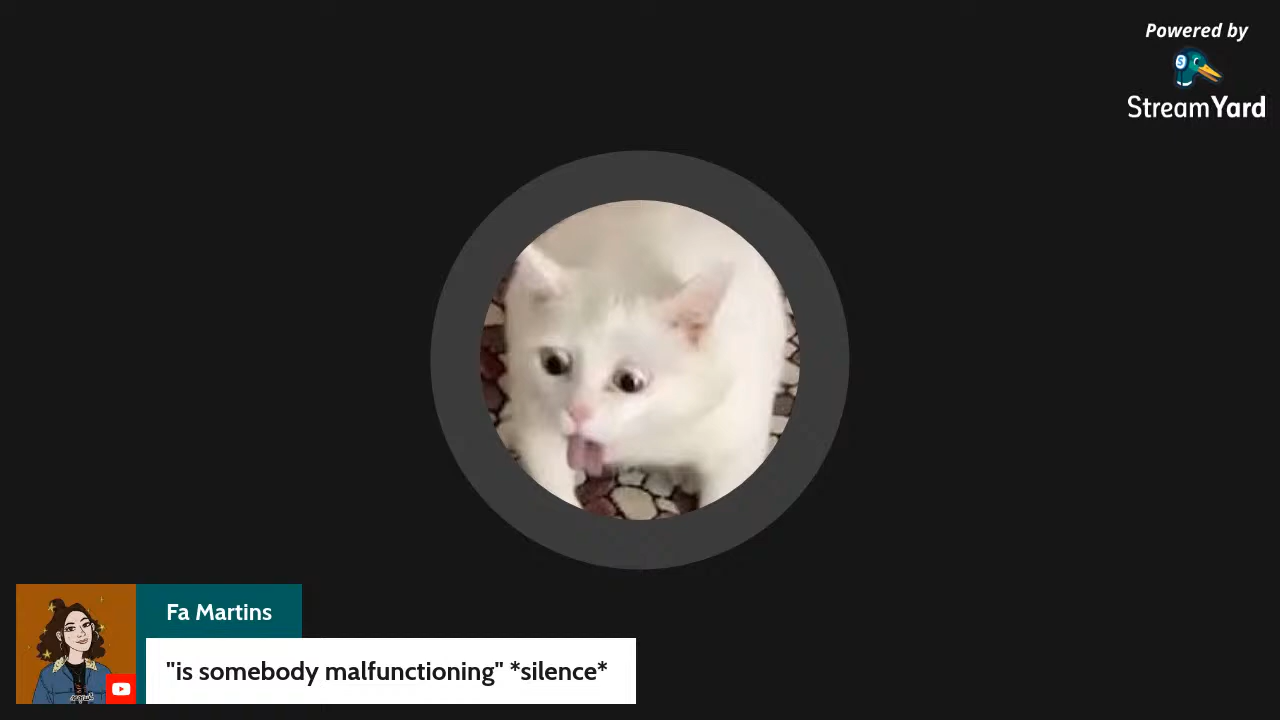 Powered by
StreamYard
Fa Martins
"is somebody malfunctioning" *silence*